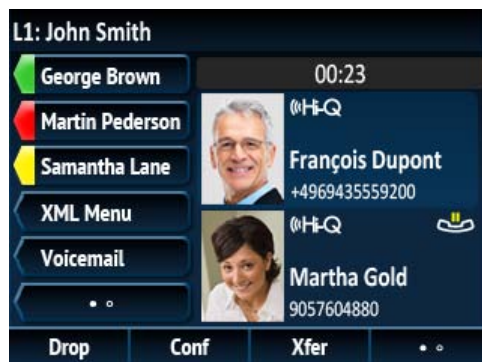 L1: John Smith
George Brown
Martin Pederson
Samantha Lane
XML Menu
Voicemail
00:23
Hi-Q
François Dupont
+4969435559200
Hi-Q
Martha Gold
9057604880
Drop Conf Xfer